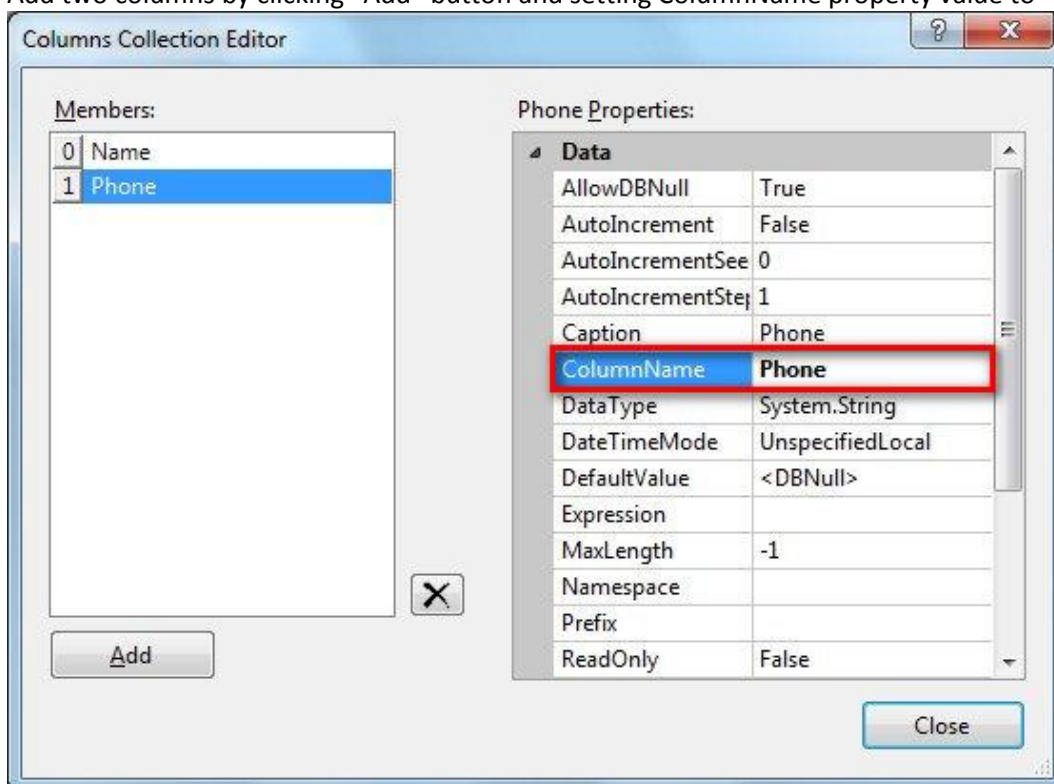 Add two columns by clicking "Add" button and setting ColumnName property value to
Columns Collection Editor
Members:
0 Name
1 Phone
Add
Phone Properties:
Data
AllowDBNull True
AutoIncrement False
AutoIncrementSee 0
AutoIncrementStep 1
Caption Phone
ColumnName Phone
DataType System.String
DateTimeMode UnspecifiedLocal
DefaultValue <DBNull>
Expression
MaxLength -1
Namespace
Prefix
ReadOnly False
Close